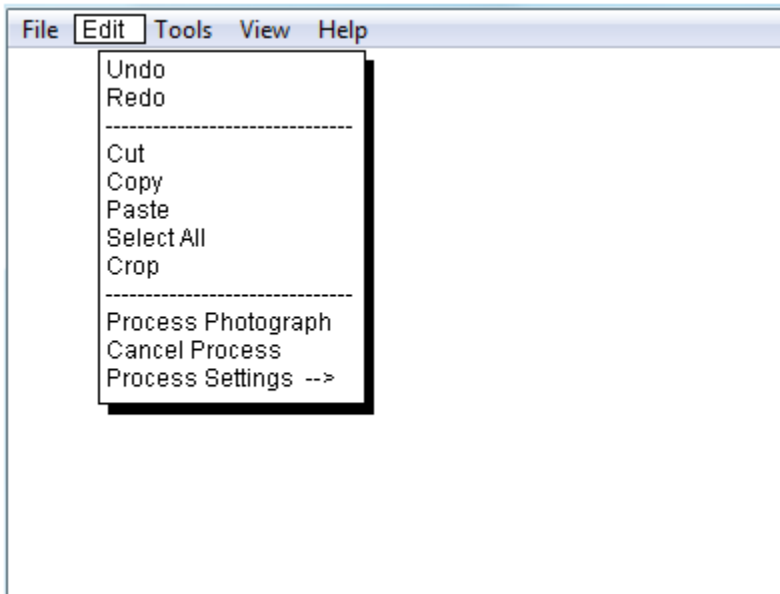 File Edit Tools View Help
Undo
Redo
------------------------------
Cut
Copy
Paste
Select All
Crop
------------------------------
Process Photograph
Cancel Process
Process Settings -->